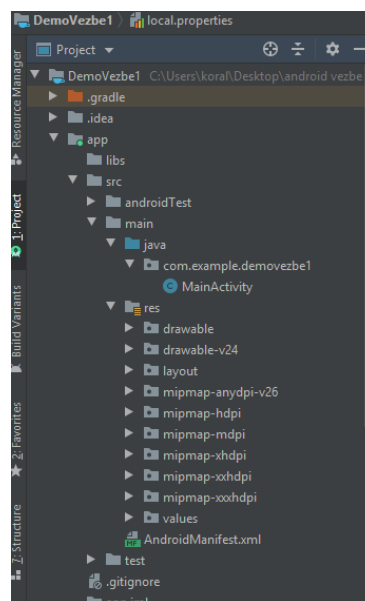 DemoVezbe1 local.properties
Project
DemoVezbe1 C:\Users\koral\Desktop\android vezbe
.gradle
.idea
app
libs
src
androidTest
main
java
com.example.demovezbe1
MainActivity
res
drawable
drawable-v24
layout
mipmap-anydpi-v26
mipmap-hdpi
mipmap-mdpi
mipmap-xhdpi
mipmap-xxhdpi
mipmap-xxxhdpi
values
AndroidManifest.xml
test
.gitignore
Resource Manager
1: Project
Build Variants
2: Favorites
7: Structure